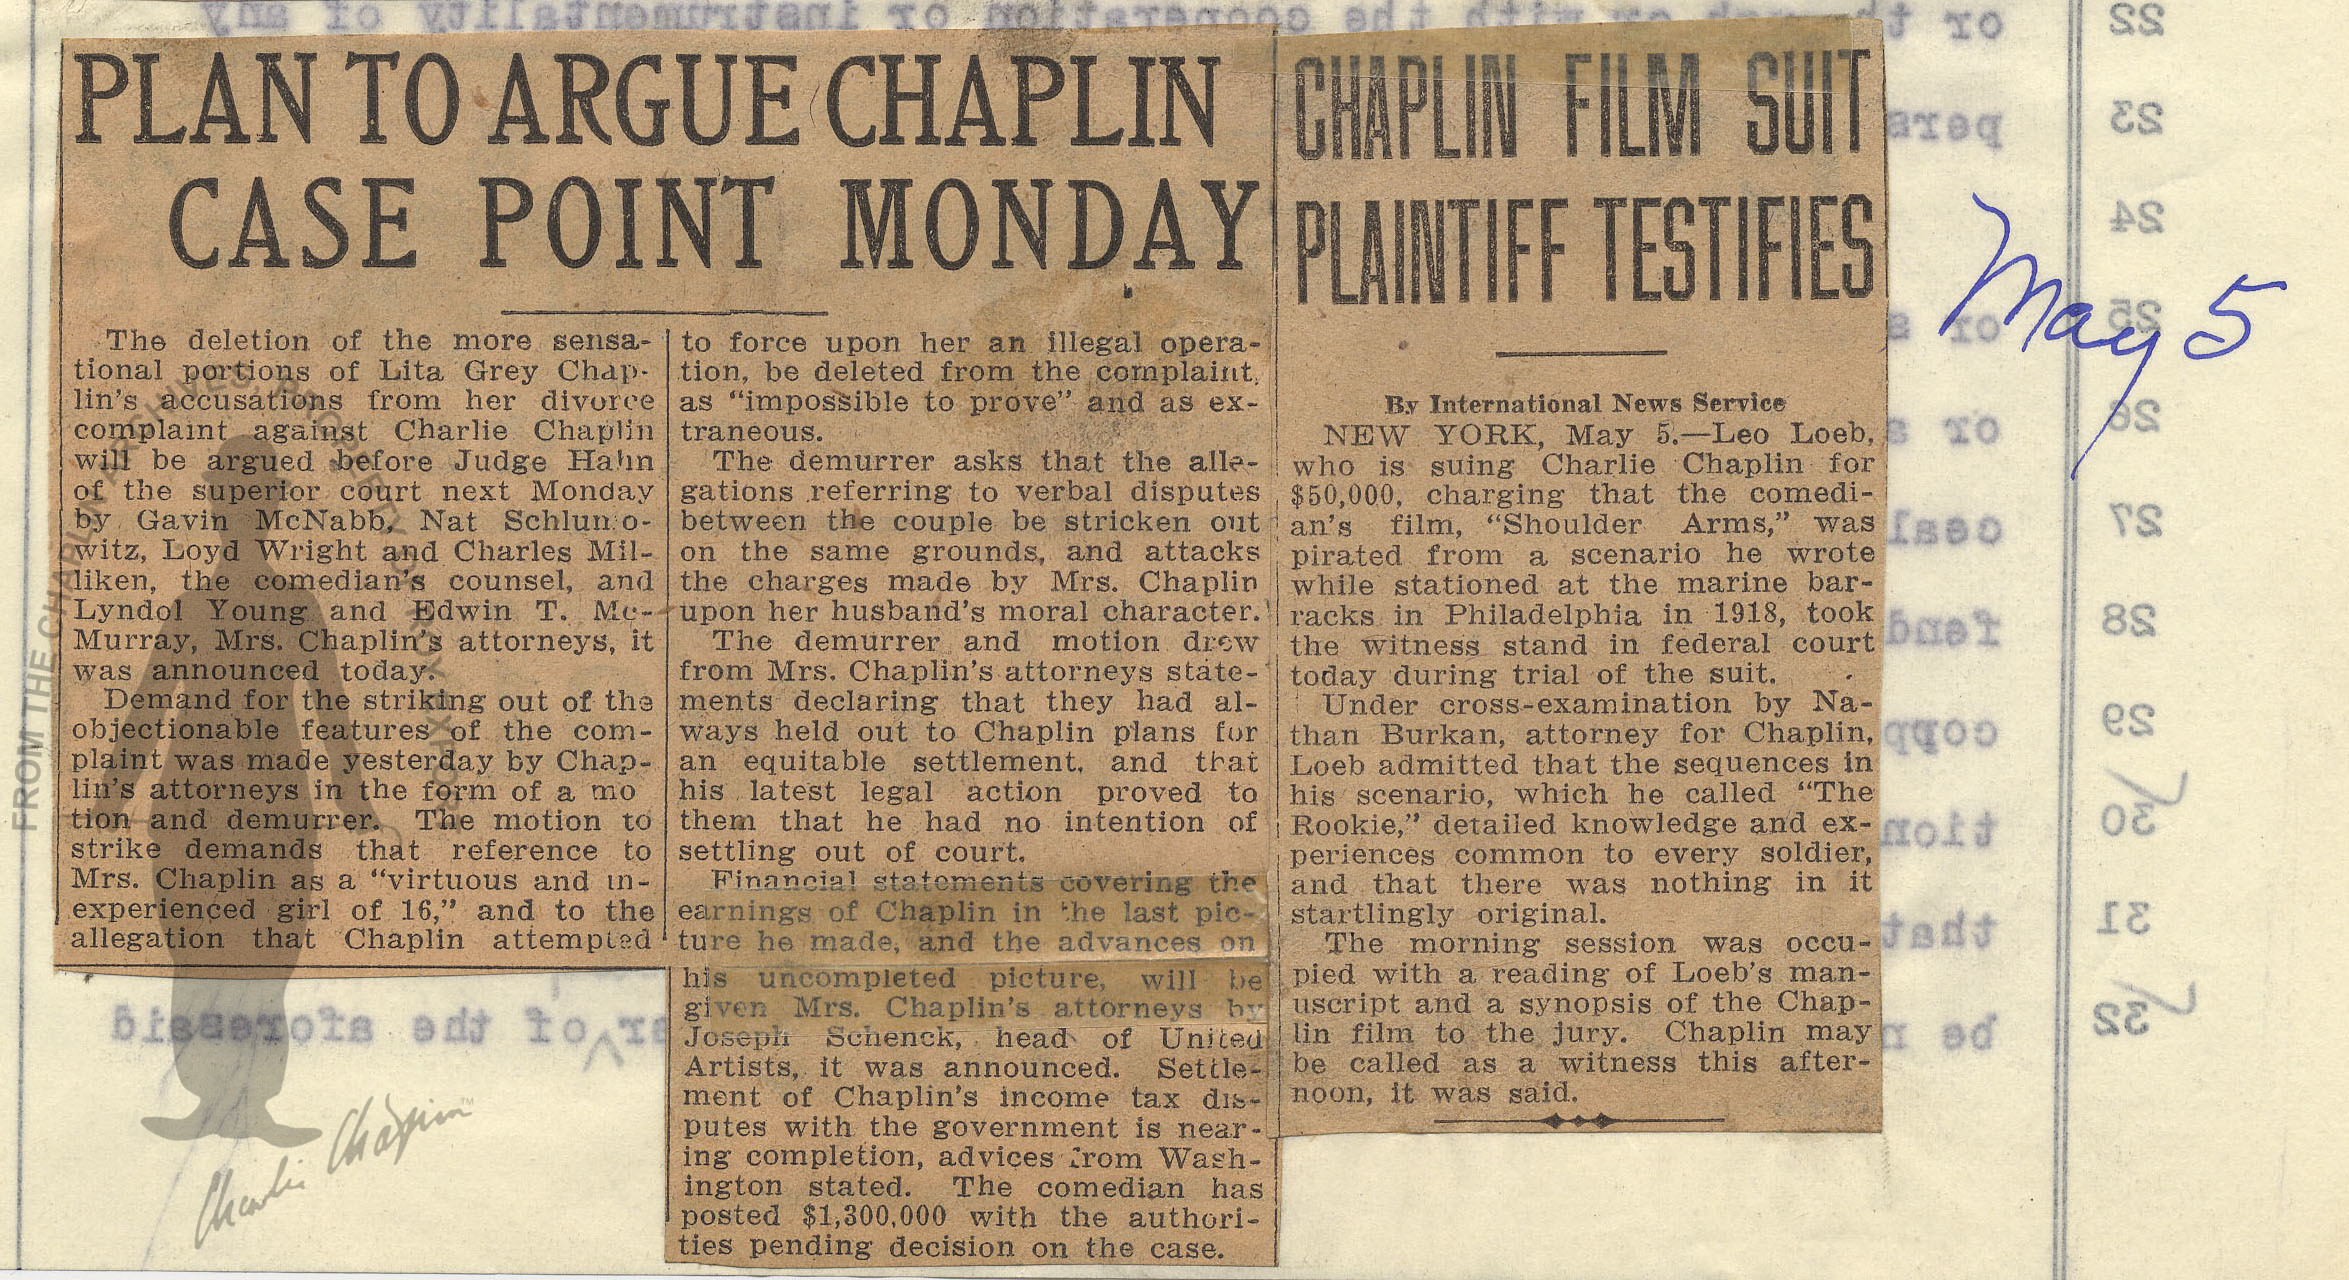 PLAN TO ARGUE CHAPLIN
CASE POINT MONDAY
The deletion of the more sensa-
tional portions of Lita Grey Chap-
lin's accusations from her divorce
complaint against Charlie Chaplin
will be argued before Judge Hahn
of the superior court next Monday
by Gavin McNabb, Nat Schlumo-
witz, Loyd Wright and Charles Mil-
liken, the comedian's counsel, and
Lyndol Young and Edwin T. Mc-
Murray, Mrs. Chaplin's attorneys, it
was announced today.
Demand for the striking out of the
objectionable features of the com-
plaint was made yesterday by Chap-
lin's attorneys in the form of a mo
tion and demurrer. The motion to
strike demands that reference to
Mrs. Chaplin as a "virtuous and in-
experienced girl of 16," and to the
allegation that Chaplin attempted
to force upon her an illegal opera-
tion, be deleted from the complaint,
as "impossible to prove" and as ex-
traneous.
The demurrer asks that the alle-
gations referring to verbal disputes
between the couple be stricken out
on the same grounds, and attacks
the charges made by Mrs. Chaplin
upon her husband's moral character.
The demurrer and motion drew
from Mrs. Chaplin's attorneys state-
ments declaring that they had al-
ways held out to Chaplin plans for
an equitable settlement, and that
his latest legal action proved to
them that he had no intention of
settling out of court.
Financial statements covering the
earnings of Chaplin in the last pic-
ture he made, and the advances on
his uncompleted picture, will be
given Mrs. Chaplin's attorneys by
Joseph Schenck, head of United
Artists, it was announced. Settle-
ment of Chaplin's income tax dis-
putes with the government is near-
ing completion, advices from Wash-
ington stated. The comedian has
posted $1,300,000 with the authori-
ties pending decision on the case.
CHAPLIN FILM SUIT
PLAINTIFF TESTIFIES
By International News Service
NEW YORK, May 5.—Leo Loeb,
who is suing Charlie Chaplin for
$50,000, charging that the comedi-
an's film, "Shoulder Arms," was
pirated from a scenario he wrote
while stationed at the marine bar-
racks in Philadelphia in 1918, took
the witness stand in federal court
today during trial of the suit.
Under cross-examination by Na-
than Burkan, attorney for Chaplin,
Loeb admitted that the sequences in
his scenario, which he called "The
Rookie," detailed knowledge and ex-
periences common to every soldier,
and that there was nothing in it
startlingly original.
The morning session was occu-
pied with a reading of Loeb's man-
uscript and a synopsis of the Chap-
lin film to the jury. Chaplin may
be called as a witness this after-
noon, it was said.
May 5
22
23
24
25
26
27
28
29
30
31
32
or with the cooperation or instrumentality of any
of the aforesaid
FROM THE CHAPLIN ARCHIVES
Charlie Chaplin